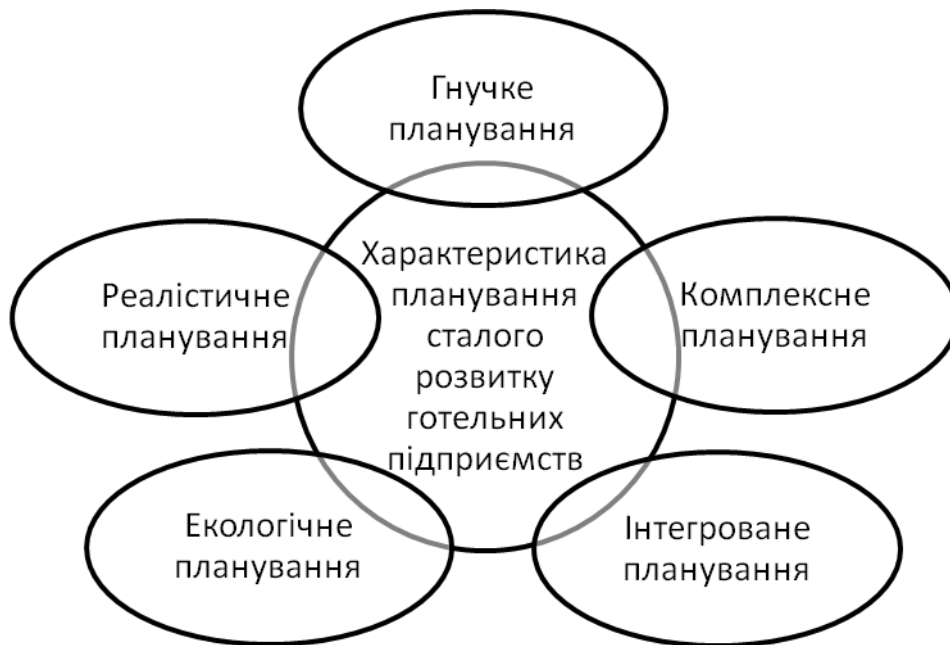 Гнучке
планування
Характеристика
планування
сталого
розвитку
готельних
підприємств
Реалістичне
планування
Комплексне
планування
Екологічне
планування
Інтегроване
планування